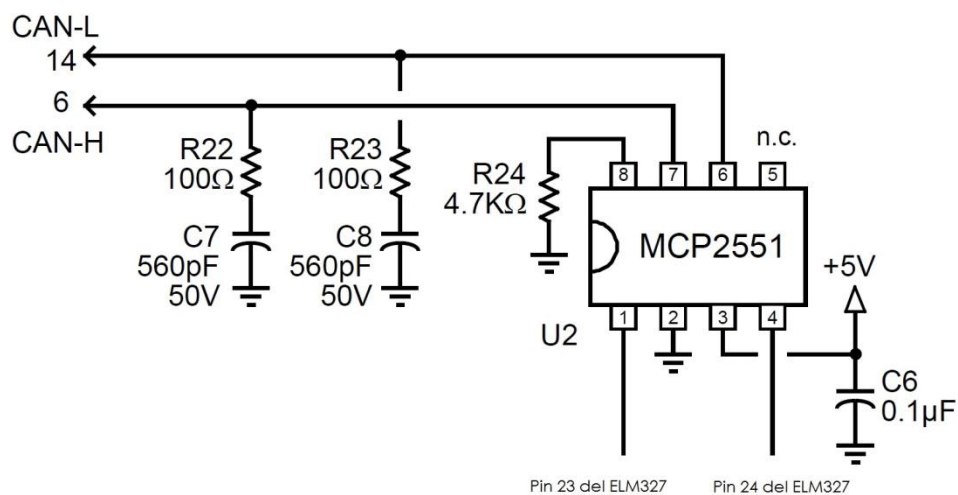 CAN-L
14
6
CAN-H
R22
100Ω
R23
100Ω
R24
4.7KΩ
n.c.
8 7 6 5
C7
560pF
50V
C8
560pF
50V
MCP2551
+5V
1 2 3 4
U2
C6
0.1µF
Pin 23 del ELM327
Pin 24 del ELM327